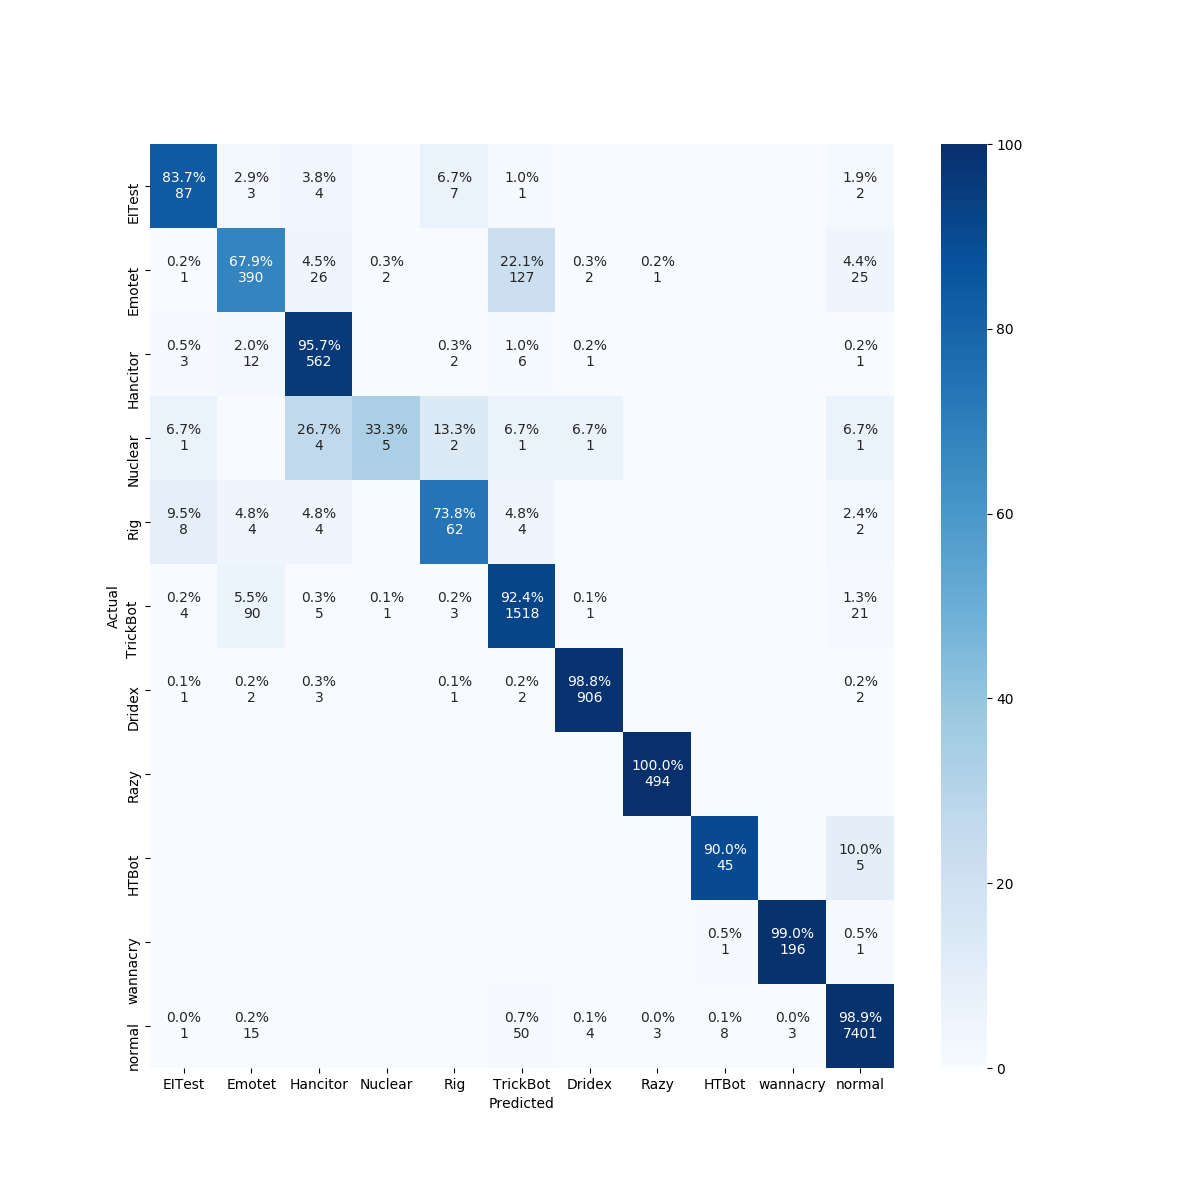 83.7% 2.9% 3.8% 6.7% 1.0% 1.9%
87 3 4 7 1 2
EITest
0.2% 67.9% 4.5% 0.3% 22.1% 0.3% 0.2% 4.4%
1 390 26 2 127 2 1 25
Emotet
0.5% 2.0% 95.7% 0.3% 1.0% 0.2% 0.2%
3 12 562 2 6 1 1
Hancitor
6.7% 26.7% 33.3% 13.3% 6.7% 6.7% 6.7%
1 4 5 2 1 1 1
Nuclear
9.5% 4.8% 4.8% 73.8% 4.8% 2.4%
8 4 4 62 4 2
Rig
0.2% 5.5% 0.3% 0.1% 0.2% 92.4% 0.1% 1.3%
4 90 5 1 3 1518 1 21
Actual
TrickBot
0.1% 0.2% 0.3% 0.1% 0.2% 98.8% 0.2%
1 2 3 1 2 906 2
Dridex
100.0%
494
Razy
90.0% 10.0%
45 5
HTBot
0.5% 99.0% 0.5%
1 196 1
wannacry
0.0% 0.2% 0.7% 0.1% 0.0% 0.1% 0.0% 98.9%
1 15 50 4 3 8 3 7401
normal
EITest Emotet Hancitor Nuclear Rig TrickBot Dridex Razy HTBot wannacry normal
Predicted
100
80
60
40
20
0